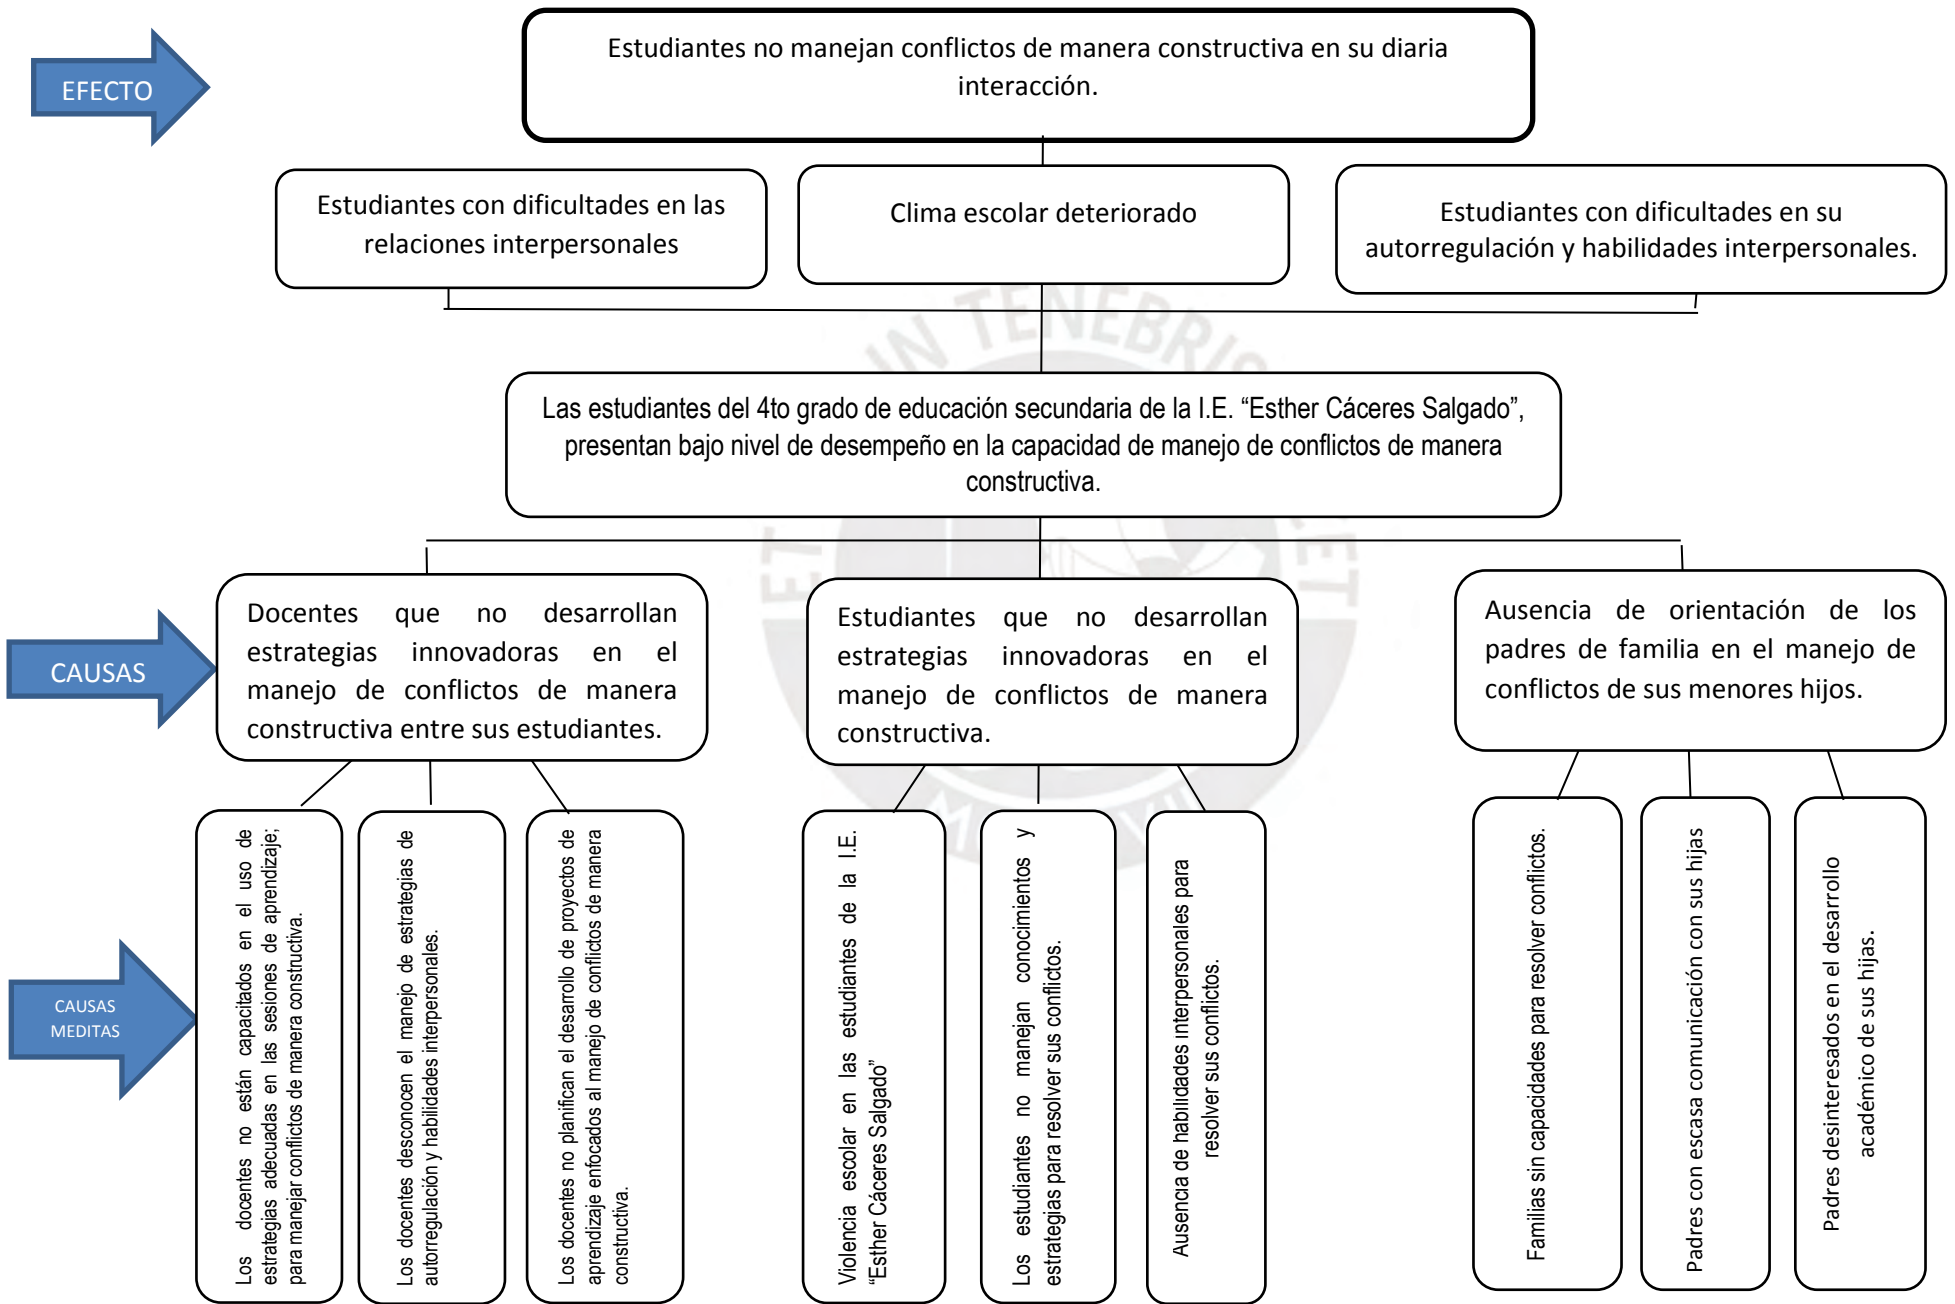 EFECTO
Estudiantes no manejan conflictos de manera constructiva en su diaria
interacción.
Estudiantes con dificultades en las
relaciones interpersonales
Clima escolar deteriorado
Estudiantes con dificultades en su
autorregulación y habilidades interpersonales.
IN TENEBRIS
ET
ET
Las estudiantes del 4to grado de educación secundaria de la I.E. “Esther Cáceres Salgado”,
presentan bajo nivel de desempeño en la capacidad de manejo de conflictos de manera
constructiva.
CAUSAS
Docentes que no desarrollan
estrategias innovadoras en el
manejo de conflictos de manera
constructiva entre sus estudiantes.
Estudiantes que no desarrollan
estrategias innovadoras en el
manejo de conflictos de manera
constructiva.
Ausencia de orientación de los
padres de familia en el manejo de
conflictos de sus menores hijos.
CAUSAS
MEDITAS
Los docentes no están capacitados en el uso de
estrategias adecuadas en las sesiones de aprendizaje;
para manejar conflictos de manera constructiva.
Los docentes desconocen el manejo de estrategias de
autorregulación y habilidades interpersonales.
Los docentes no planifican el desarrollo de proyectos de
aprendizaje enfocados al manejo de conflictos de manera
constructiva.
Violencia escolar en las estudiantes de la I.E.
“Esther Cáceres Salgado”
Los estudiantes no manejan conocimientos y
estrategias para resolver sus conflictos.
Ausencia de habilidades interpersonales para
resolver sus conflictos.
Familias sin capacidades para resolver conflictos.
Padres con escasa comunicación con sus hijas
Padres desinteresados en el desarrollo
académico de sus hijas.